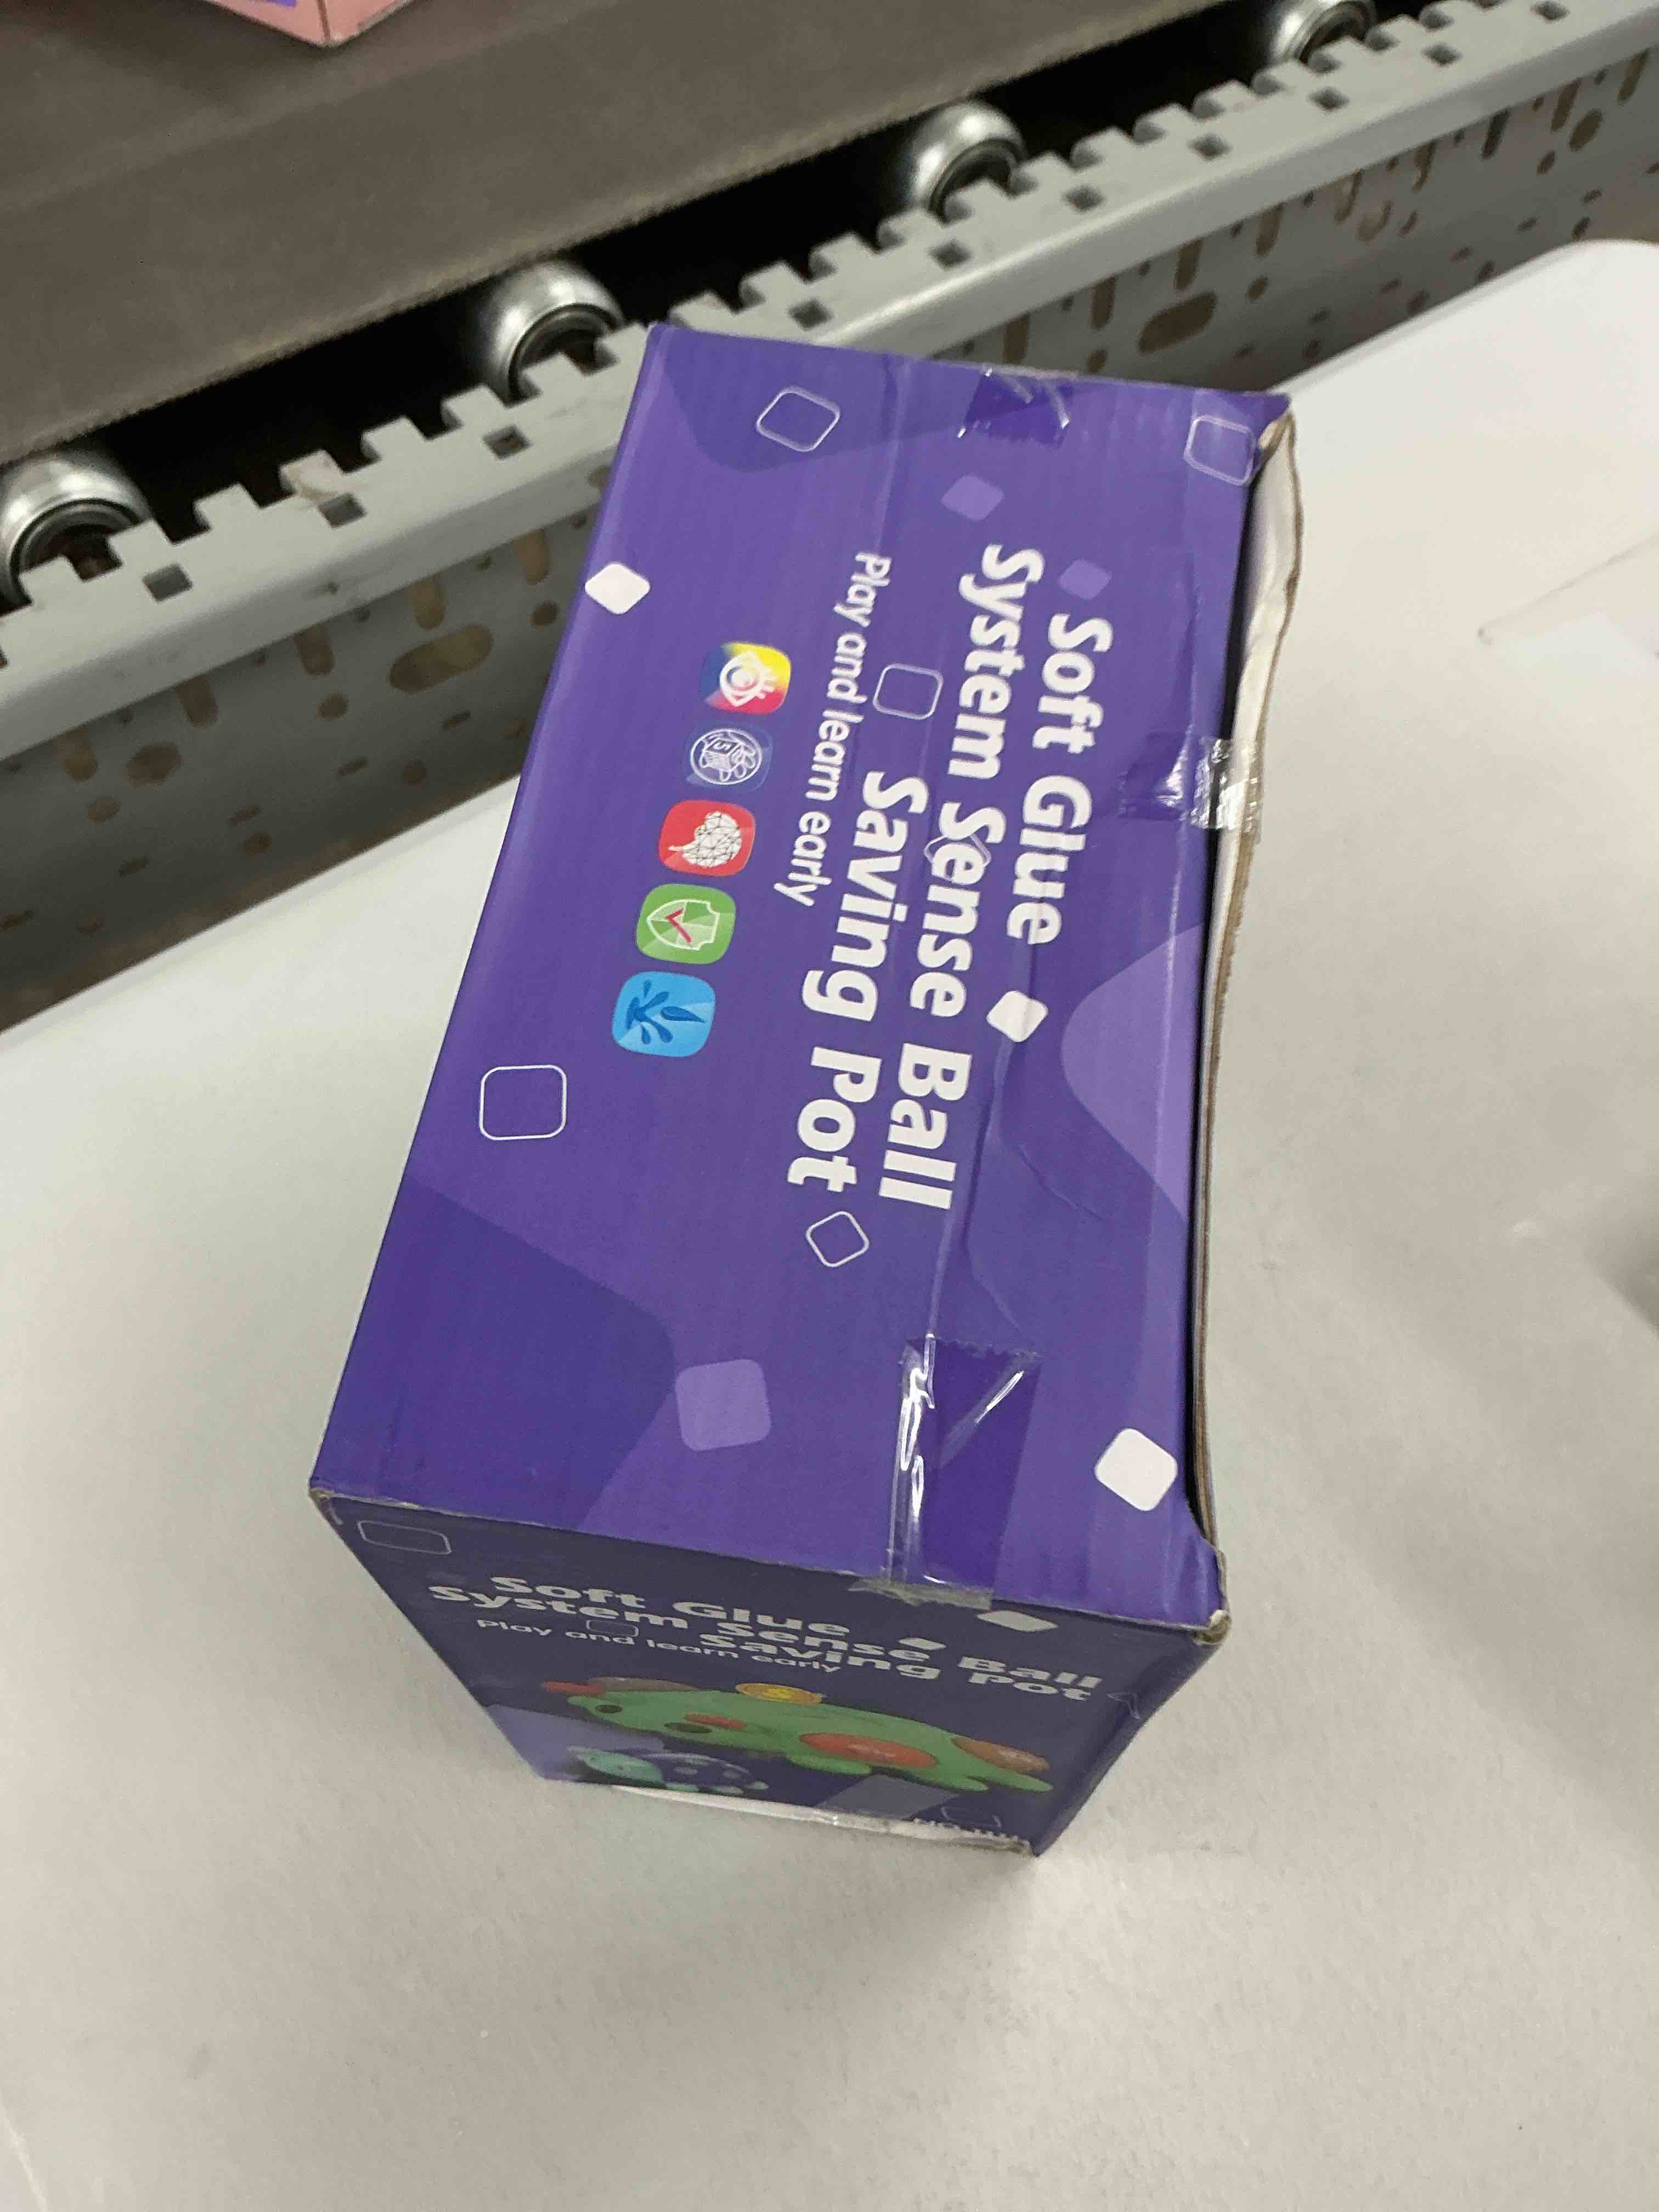 Soft Glue
System Sense Ball
Saving Pot
Play and learn early
Soft Glue
System Sense Ball
Saving Pot
Play and learn early